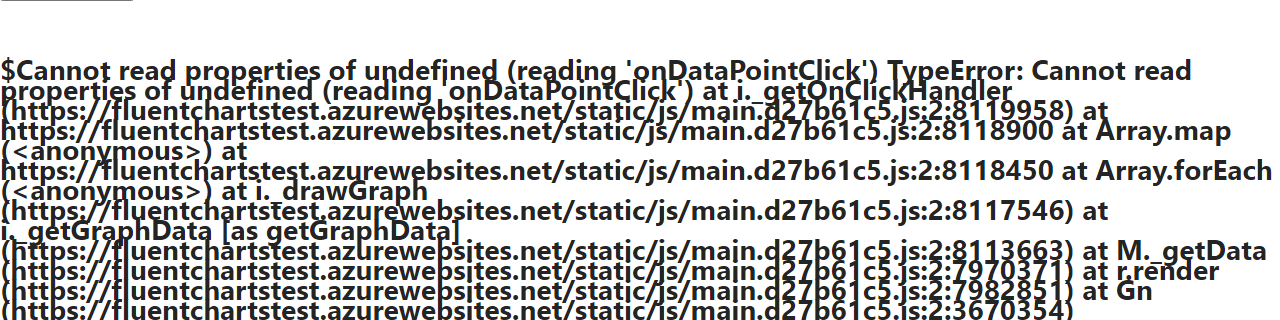 $Cannot read properties of undefined (reading 'onDataPointClick') TypeError: Cannot read
properties of undefined (reading 'onDataPointClick') at i._getOnClickHandler
(https://fluentchartstest.azurewebsites.net/static/js/main.d27b61c5.js:2:8119958) at
https://fluentchartstest.azurewebsites.net/static/js/main.d27b61c5.js:2:8118900 at Array.map
(<anonymous>) at
https://fluentchartstest.azurewebsites.net/static/js/main.d27b61c5.js:2:8118450 at Array.forEach
(<anonymous>) at i._drawGraph
(https://fluentchartstest.azurewebsites.net/static/js/main.d27b61c5.js:2:8117546) at
i._getGraphData [as getGraphData]
(https://fluentchartstest.azurewebsites.net/static/js/main.d27b61c5.js:2:8113663) at M._getData
(https://fluentchartstest.azurewebsites.net/static/js/main.d27b61c5.js:2:7970371) at r.render
(https://fluentchartstest.azurewebsites.net/static/js/main.d27b61c5.js:2:7982851) at Gn
(https://fluentchartstest.azurewebsites.net/static/js/main.d27b61c5.js:2:3670354)